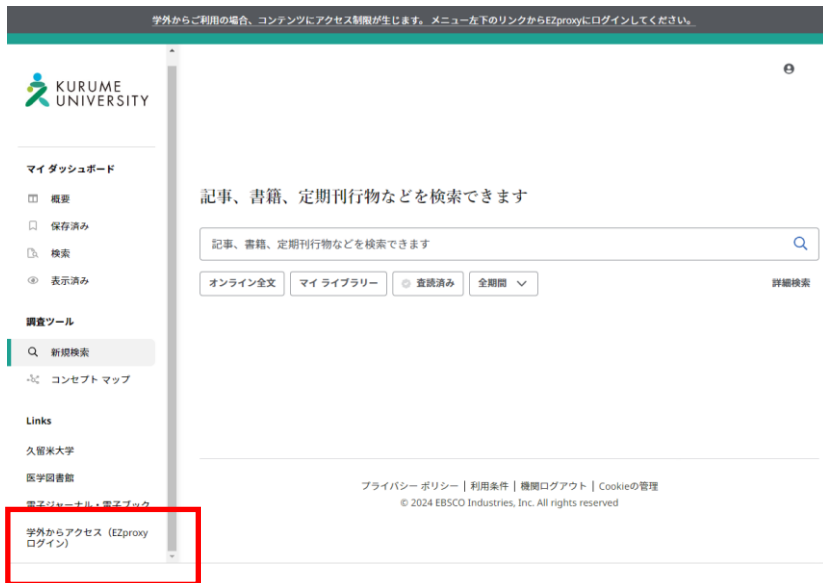 学外からご利用の場合、コンテンツにアクセス制限が生じます。メニュー左下のリンクからEZproxyにログインしてください。
KURUME
UNIVERSITY
マイ ダッシュボード
概要
保存済み
検索
表示済み
調査ツール
新規検索
コンセプト マップ
Links
久留米大学
医学図書館
電子ジャーナル・電子ブック
学外からアクセス（EZproxy
ログイン）
記事、書籍、定期刊行物などを検索できます
記事、書籍、定期刊行物などを検索できます
オンライン全文 マイ ライブラリー 査読済み 全期間 詳細検索
プライバシー ポリシー | 利用条件 | 機関ログアウト | Cookieの管理
© 2024 EBSCO Industries, Inc. All rights reserved